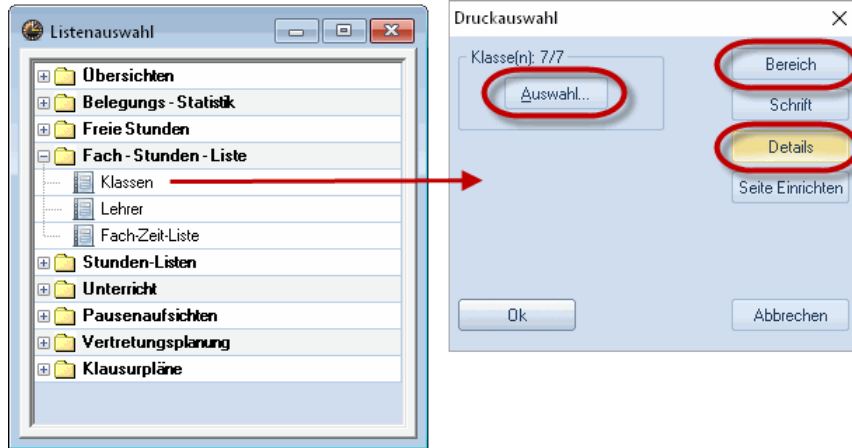 Listenauswahl
Übersichten
Belegungs - Statistik
Freie Stunden
Fach - Stunden - Liste
Klassen
Lehrer
Fach-Zeit-Liste
Stunden-Listen
Unterricht
Pausenaufsichten
Vertretungsplanung
Klausurpläne
Druckauswahl
Klasse(n): 7/7
Auswahl...
Bereich
Schrift
Details
Seite Einrichten
Ok
Abbrechen